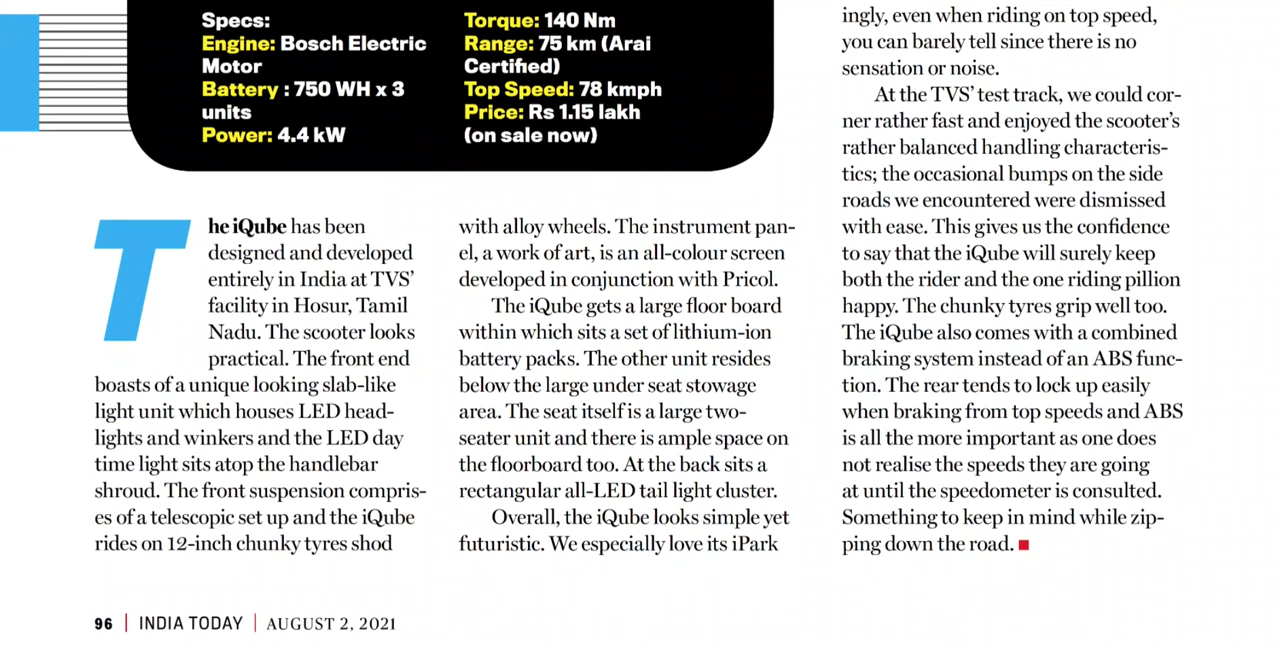 Specs:
Engine: Bosch Electric
Motor
Battery : 750 WH x 3
units
Power: 4.4 kW
Torque: 140 Nm
Range: 75 km (Arai
Certified)
Top Speed: 78 kmph
Price: Rs 1.15 lakh
(on sale now)
The iQube has been
designed and developed
entirely in India at TVS’
facility in Hosur, Tamil
Nadu. The scooter looks
practical. The front end
boasts of a unique looking slab-like
light unit which houses LED head-
lights and winkers and the LED day
time light sits atop the handlebar
shroud. The front suspension compris-
es of a telescopic set up and the iQube
rides on 12-inch chunky tyres shod
with alloy wheels. The instrument pan-
el, a work of art, is an all-colour screen
developed in conjunction with Pricol.
The iQube gets a large floor board
within which sits a set of lithium-ion
battery packs. The other unit resides
below the large under seat stowage
area. The seat itself is a large two-
seater unit and there is ample space on
the floorboard too. At the back sits a
rectangular all-LED tail light cluster.
Overall, the iQube looks simple yet
futuristic. We especially love its iPark
ingly, even when riding on top speed,
you can barely tell since there is no
sensation or noise.
At the TVS’ test track, we could cor-
ner rather fast and enjoyed the scooter’s
rather balanced handling characteris-
tics; the occasional bumps on the side
roads we encountered were dismissed
with ease. This gives us the confidence
to say that the iQube will surely keep
both the rider and the one riding pillion
happy. The chunky tyres grip well too.
The iQube also comes with a combined
braking system instead of an ABS func-
tion. The rear tends to lock up easily
when braking from top speeds and ABS
is all the more important as one does
not realise the speeds they are going
at until the speedometer is consulted.
Something to keep in mind while zip-
ping down the road.
96 | INDIA TODAY | AUGUST 2, 2021